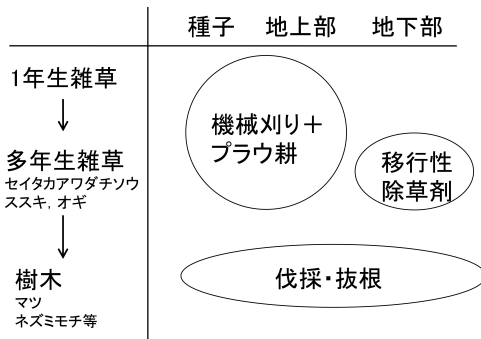 種子 地上部 地下部
1年生雑草
機械刈り＋
プラウ耕
多年生雑草
セイタカアワダチソウ
ススキ, オギ
移行性
除草剤
樹木
マツ
ネズミモチ等
伐採・抜根